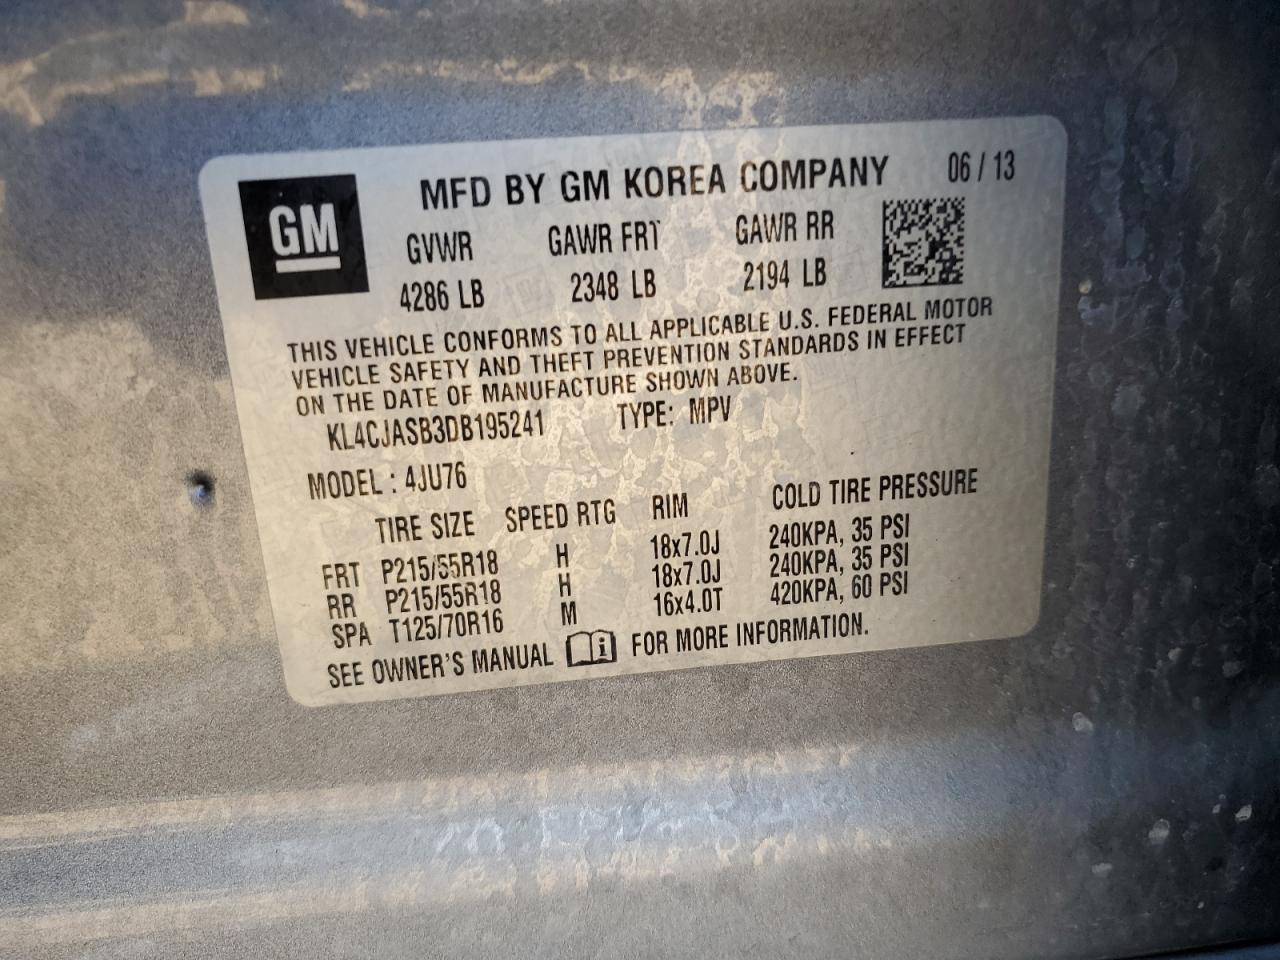 GM
MFD BY GM KOREA COMPANY 06 / 13
GVWR GAWR FRT GAWR RR
4286 LB 2348 LB 2194 LB
THIS VEHICLE CONFORMS TO ALL APPLICABLE U.S. FEDERAL MOTOR
VEHICLE SAFETY AND THEFT PREVENTION STANDARDS IN EFFECT
ON THE DATE OF MANUFACTURE SHOWN ABOVE.
KL4CJASB3DB195241 TYPE: MPV
MODEL : 4JU76
TIRE SIZE SPEED RTG RIM COLD TIRE PRESSURE
FRT P215/55R18 H 18x7.0J 240KPA, 35 PSI
RR P215/55R18 H 18x7.0J 240KPA, 35 PSI
SPA T125/70R16 M 16x4.0T 420KPA, 60 PSI
SEE OWNER'S MANUAL FOR MORE INFORMATION.